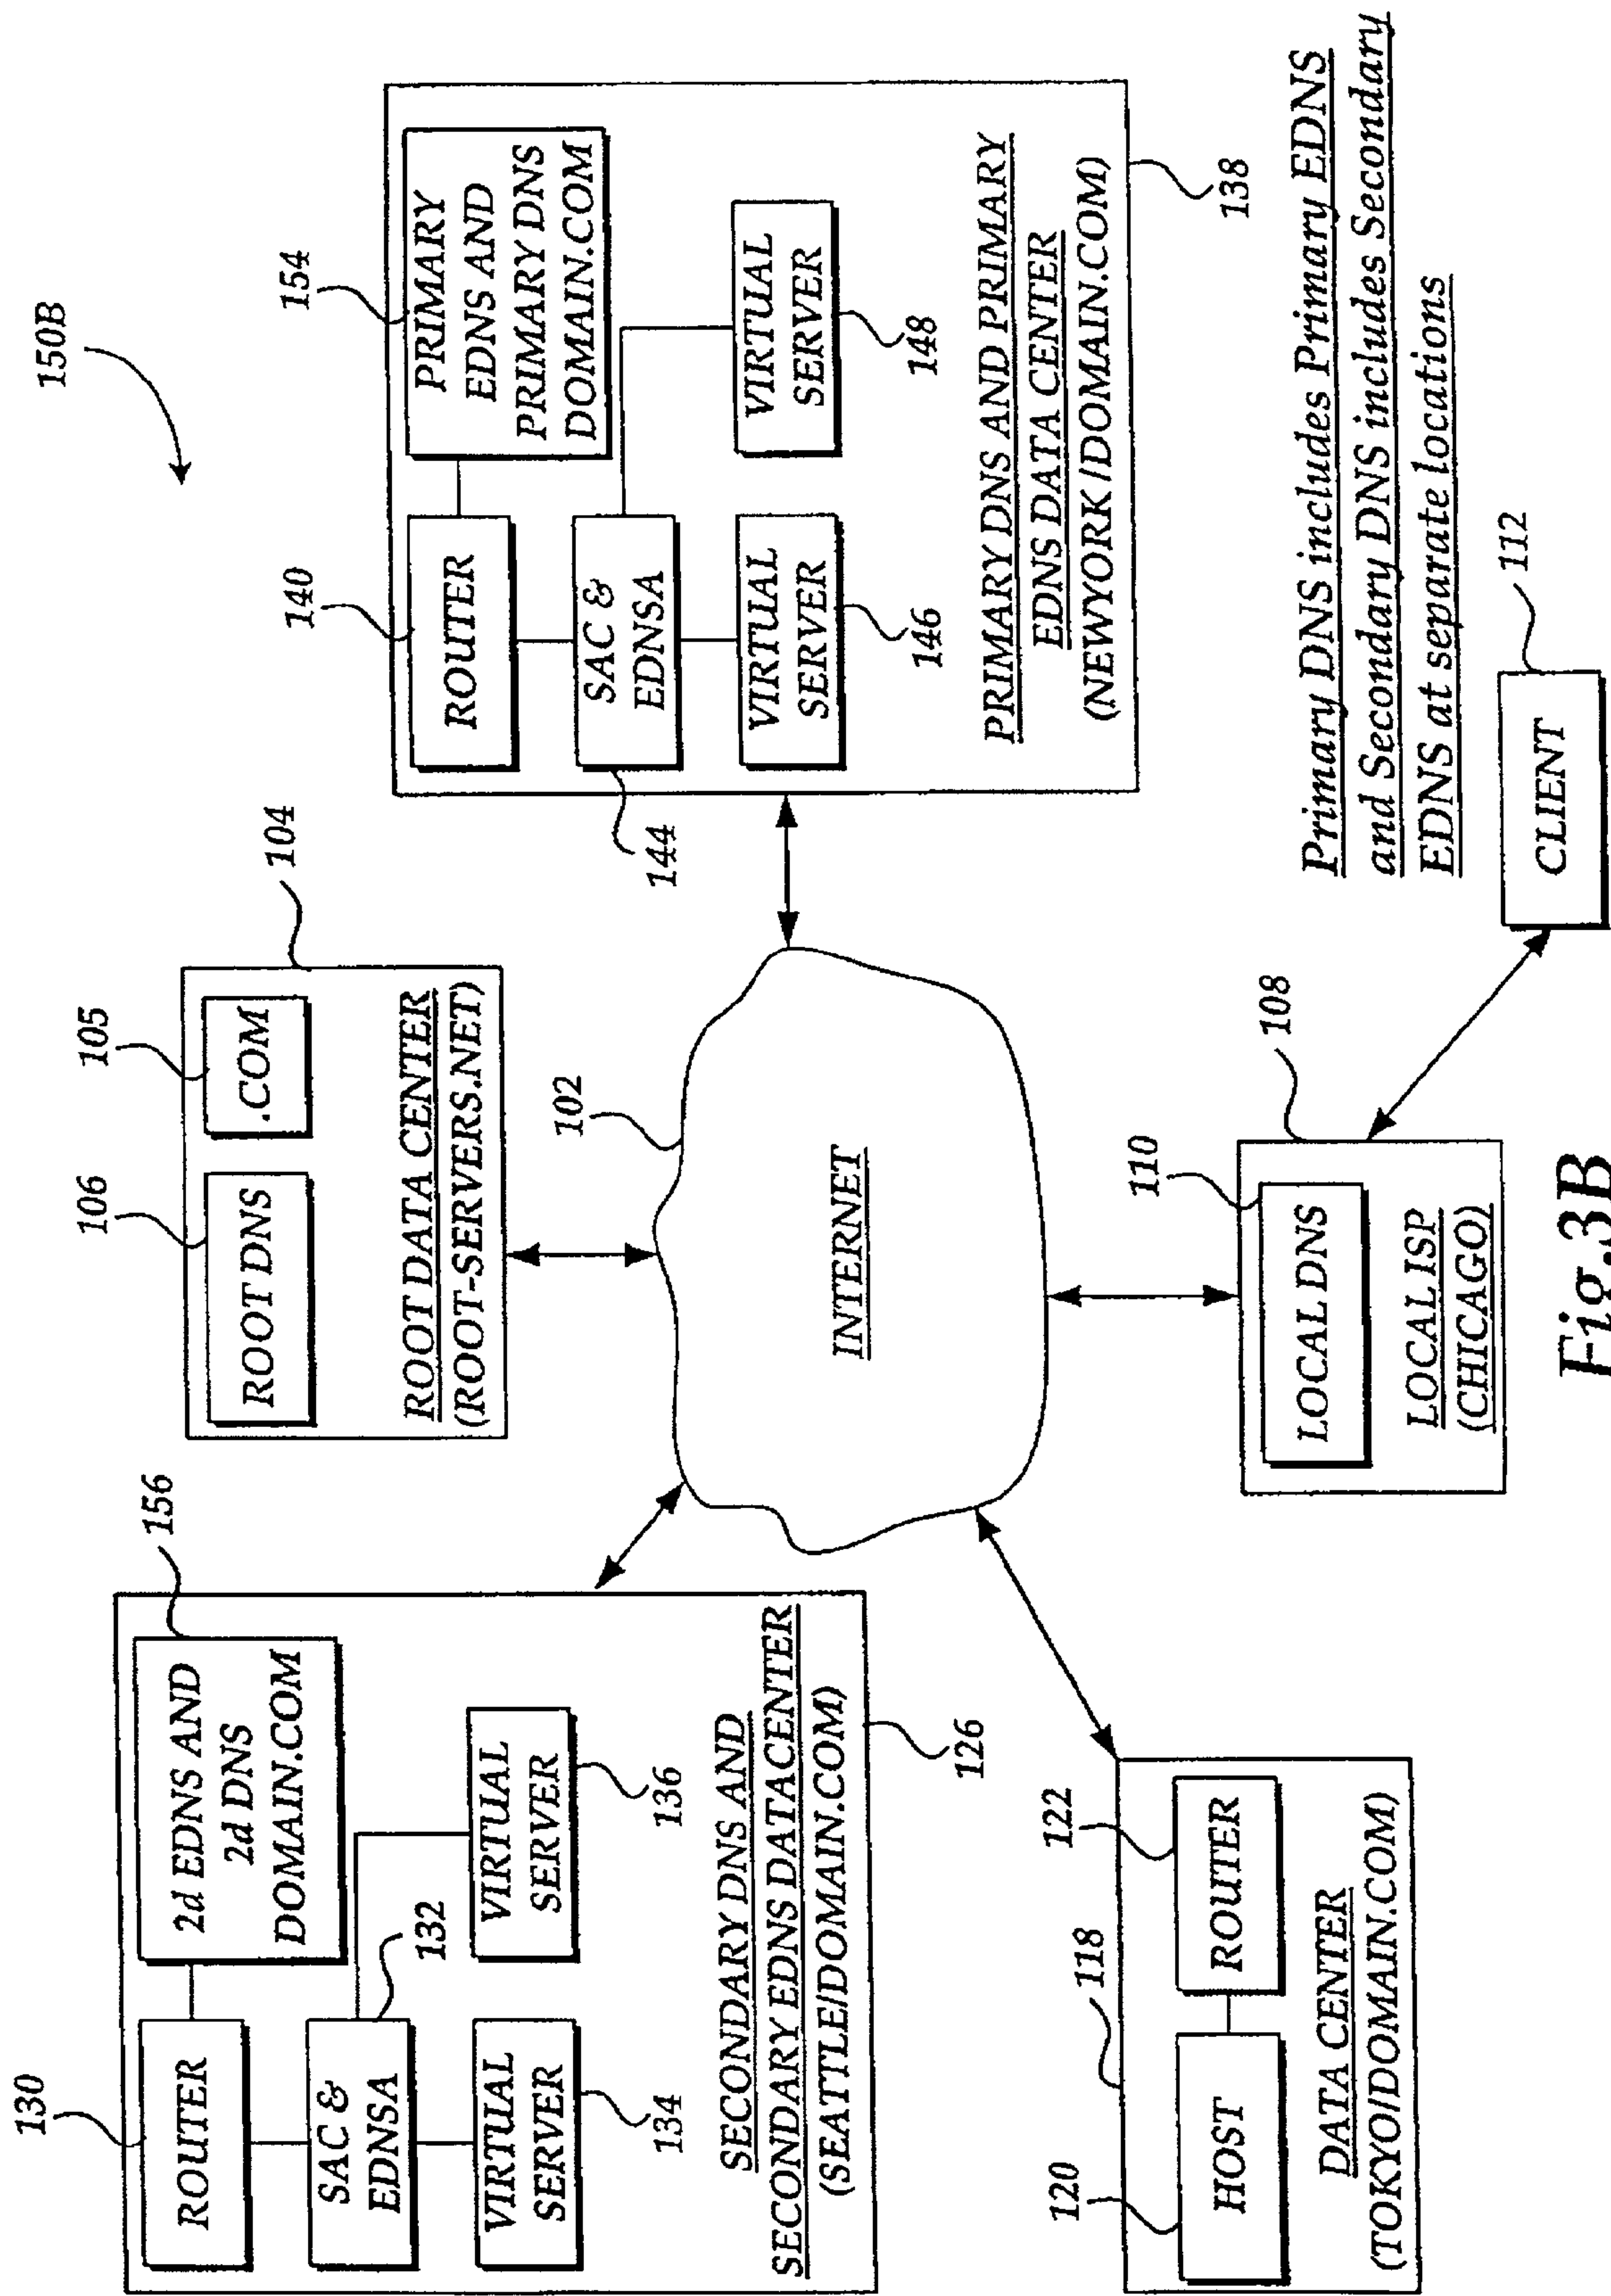 150B
130
156
ROUTER
2d EDNS AND
2d DNS
DOMAIN.COM
SAC &
EDNSA
132
VIRTUAL
SERVER
VIRTUAL
SERVER
134
136
SECONDARY DNS AND
SECONDARY EDNS DATACENTER
(SEATTLE/DOMAIN.COM)
126
106
105
104
ROOT DNS
.COM
ROOT DATA CENTER
(ROOT-SERVERS.NET)
140
154
ROUTER
PRIMARY
EDNS AND
PRIMARY DNS
DOMAIN.COM
SAC &
EDNSA
144
VIRTUAL
SERVER
VIRTUAL
SERVER
146
148
PRIMARY DNS AND PRIMARY
EDNS DATA CENTER
(NEWYORK/DOMAIN.COM)
138
102
INTERNET
120
118
122
HOST
ROUTER
DATA CENTER
(TOKYO/DOMAIN.COM)
110
108
LOCAL DNS
LOCAL ISP
(CHICAGO)
112
CLIENT
Primary DNS includes Primary EDNS
and Secondary DNS includes Secondary
EDNS at separate locations
Fig.3B